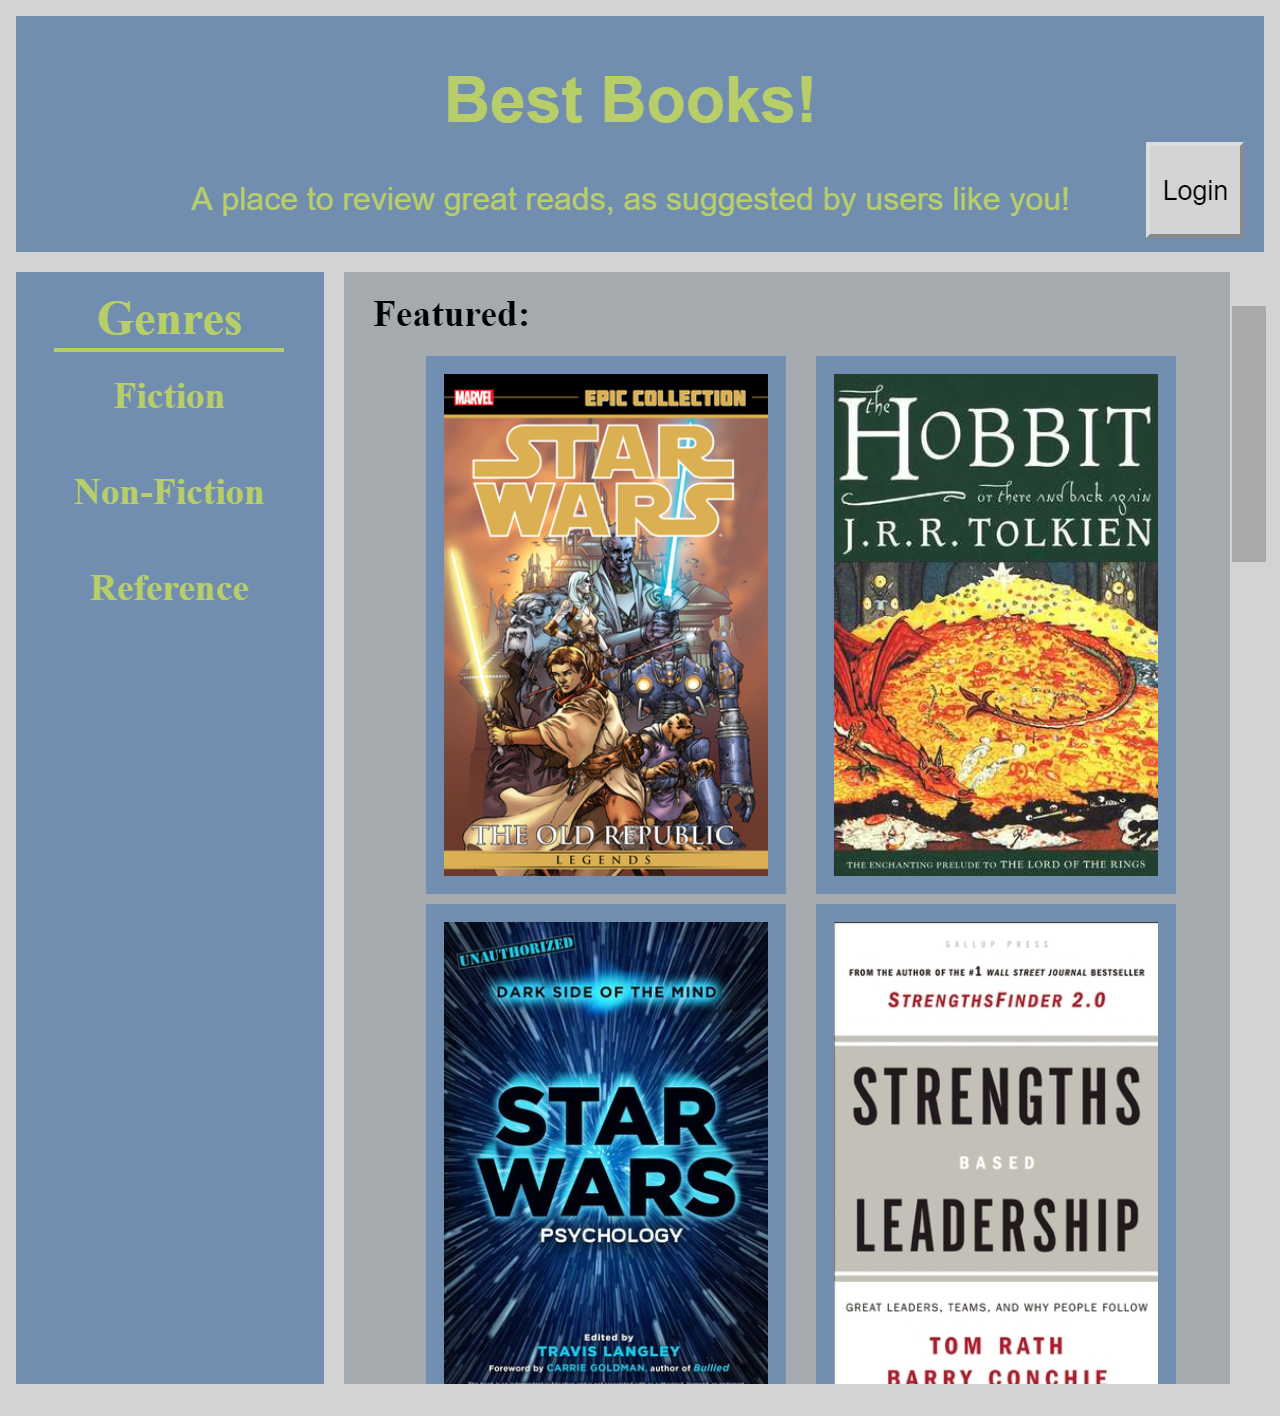 Best Books!
A place to review great reads, as suggested by users like you!
Login
Genres
Fiction
Non-Fiction
Reference
Featured:
MARVEL
EPIC COLLECTION
STAR
WARS
THE OLD REPUBLIC
LEGENDS
the
HOBBIT
or there and back again
J.R.R. TOLKIEN
THE ENCHANTING PRELUDE TO THE LORD OF THE RINGS
UNAUTHORIZED
DARK SIDE OF THE MIND
STAR
WARS
PSYCHOLOGY
Edited by
TRAVIS LANGLEY
Foreword by CARRIE GOLDMAN, author of Bullied
GALLUP PRESS
FROM THE AUTHOR OF THE #1 WALL STREET JOURNAL BESTSELLER
STRENGTHSFINDER 2.0
STRENGTHS
BASED
LEADERSHIP
GREAT LEADERS, TEAMS, AND WHY PEOPLE FOLLOW
TOM RATH
BARRY CONCHIE